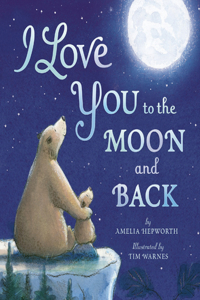 I LOVE
YOU to the
MOON
and
BACK
by
AMELIA HEPWORTH
Illustrated by
TIM WARNES